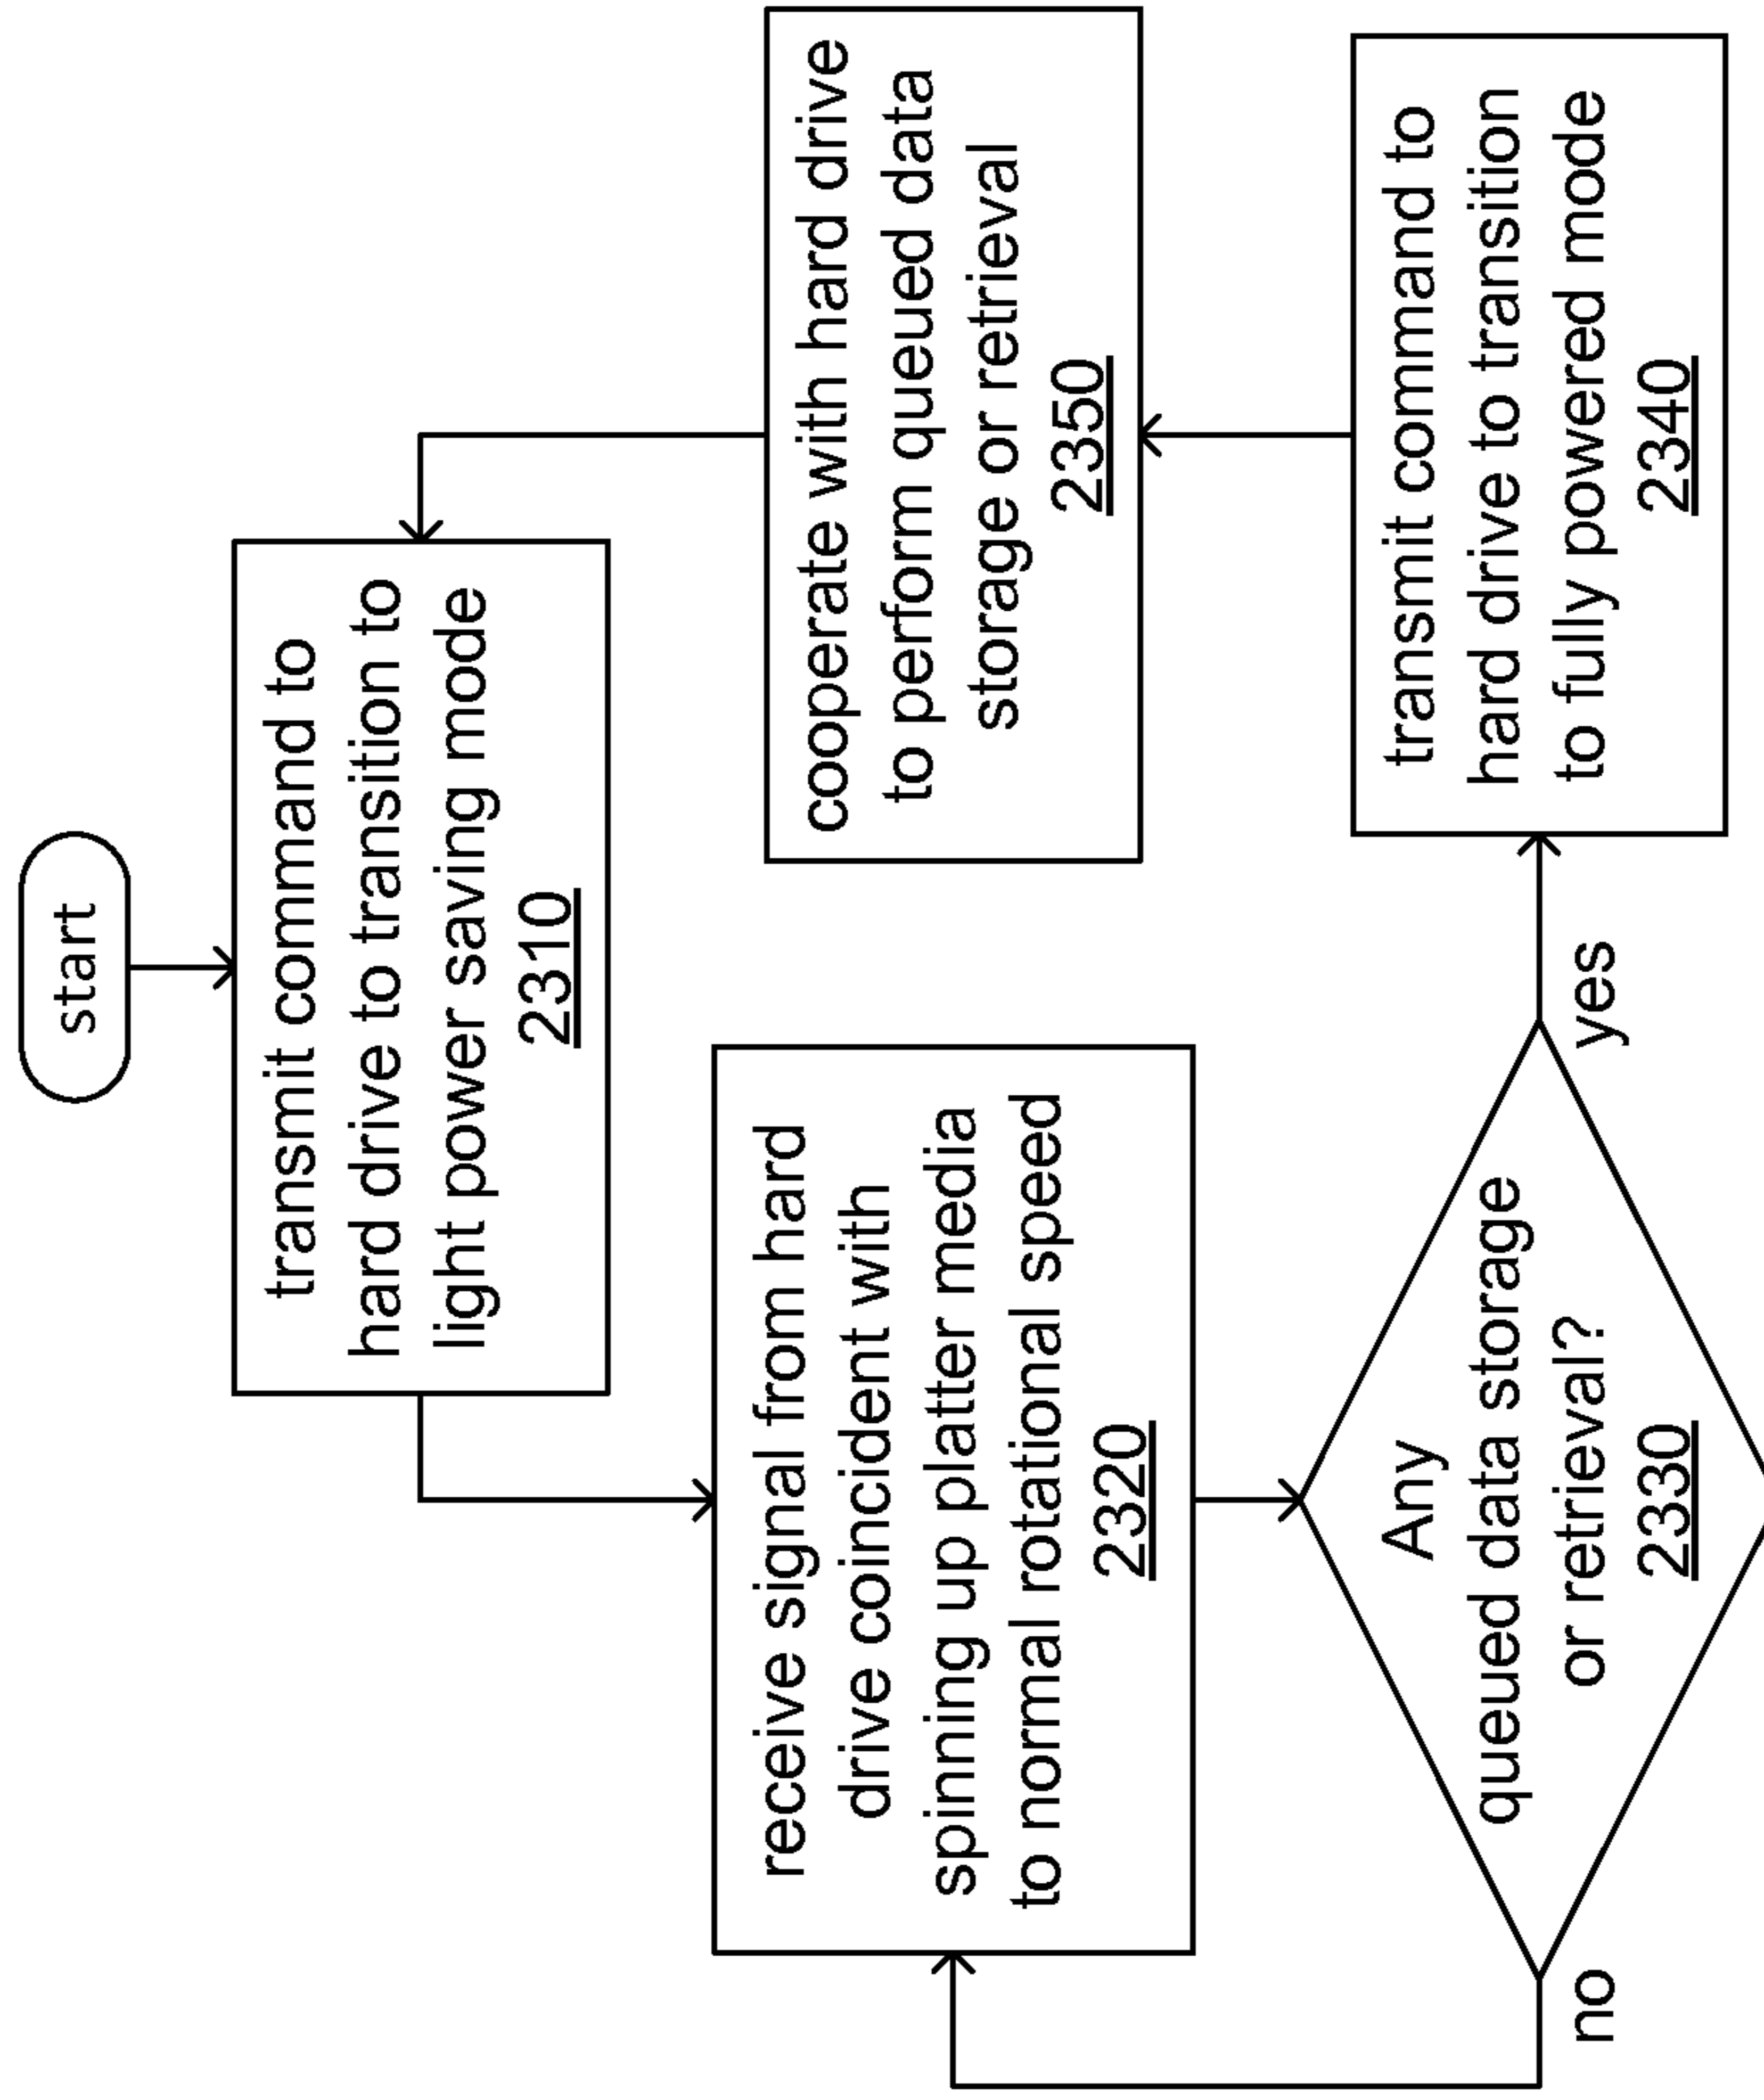 start
transmit command to
hard drive to transition to
light power saving mode
2310
receive signal from hard
drive coincident with
spinning up platter media
to normal rotational speed
2320
Any
queued data storage
or retrieval?
2330
no
yes
transmit command to
hard drive to transition
to fully powered mode
2340
cooperate with hard drive
to perform queued data
storage or retrieval
2350